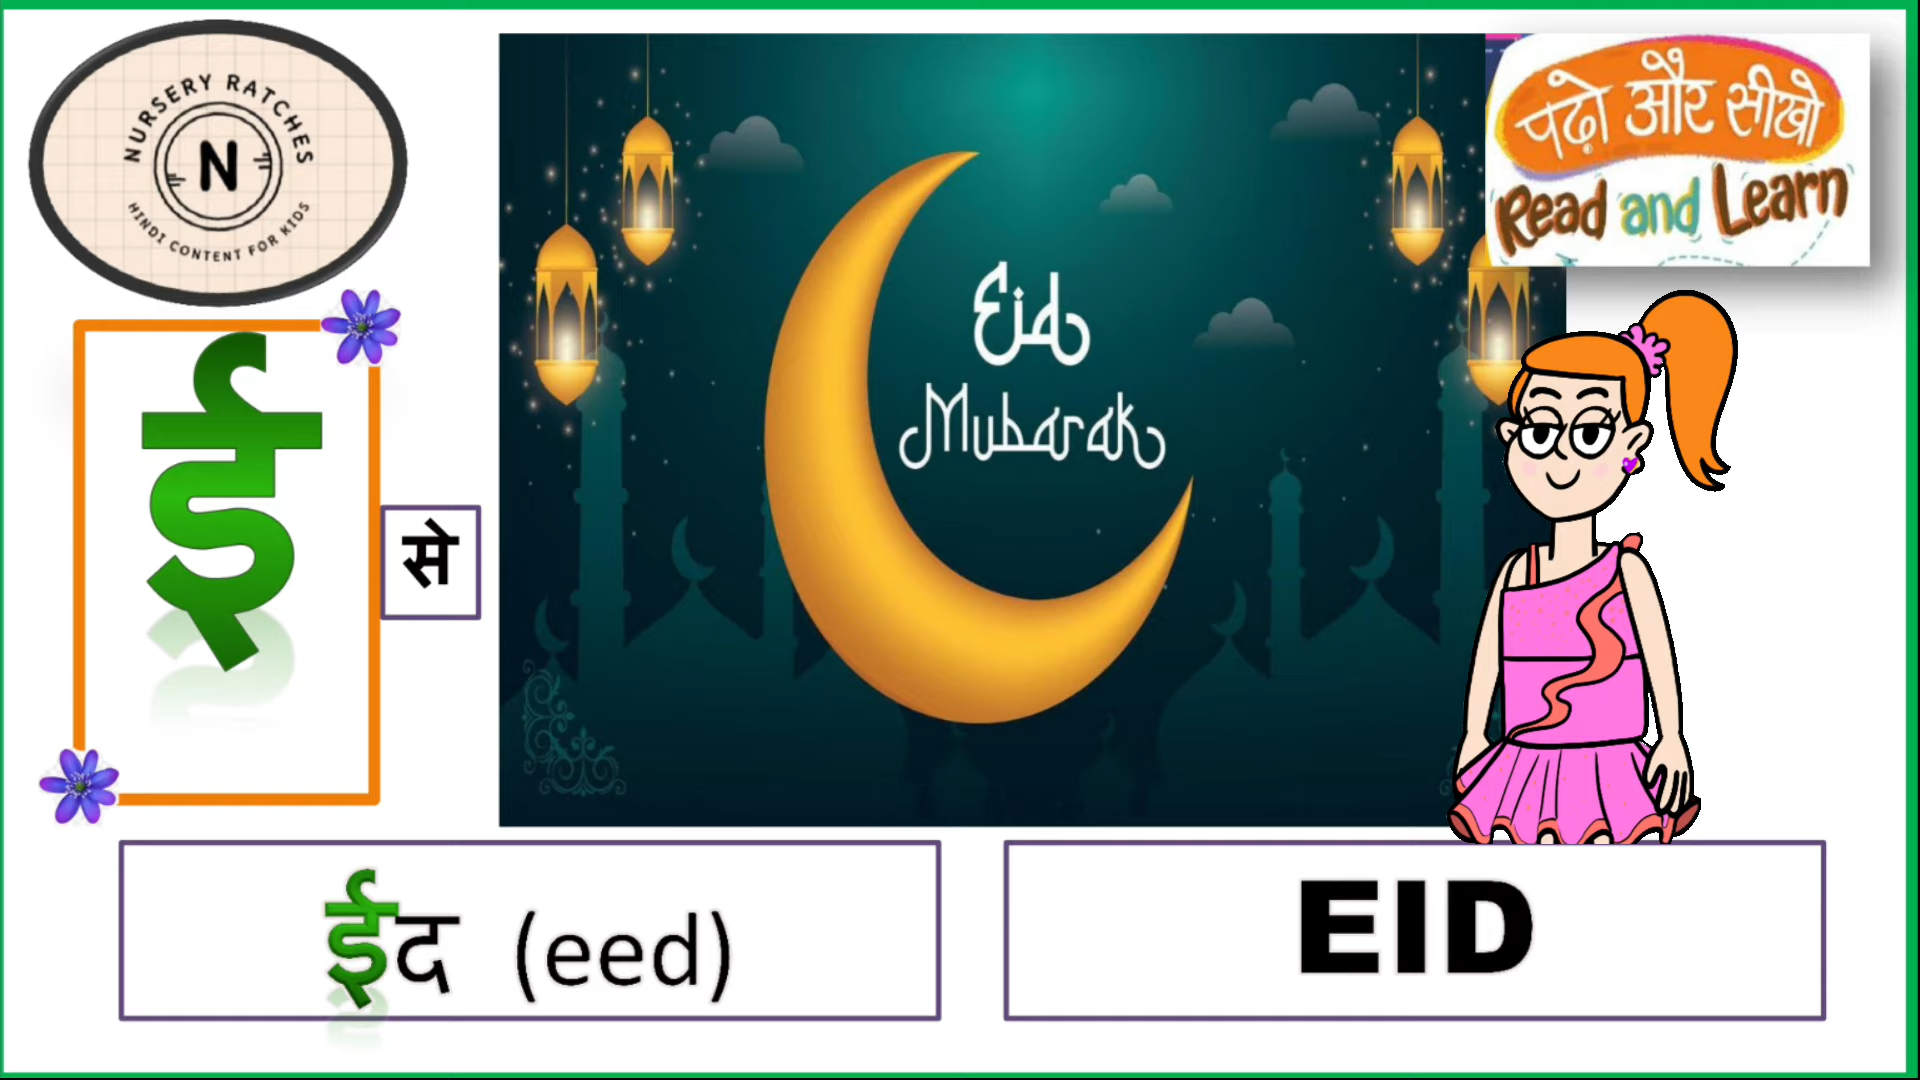 NURSERY RATCHES
N
HINDI CONTENT FOR KIDS
पढ़ो और सीखो
Read and Learn
Eid
Mubarak
ई
से
ईद (eed)
EID